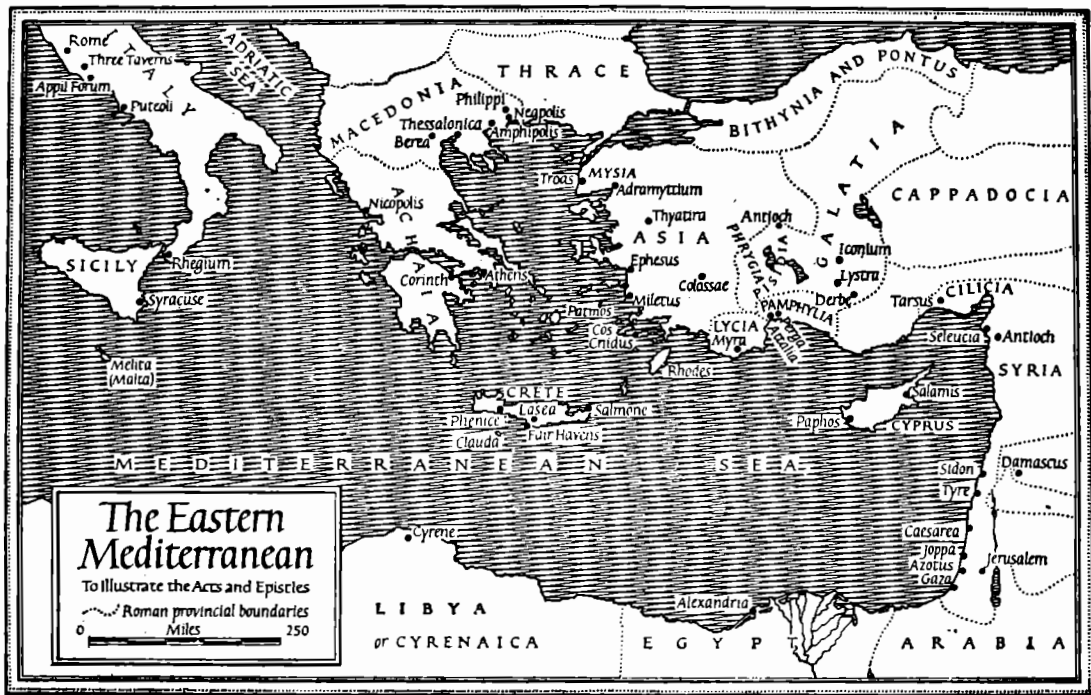 Rome
Three Taverns
Appii Forum
Puteoli
ITALY
ADRIATIC
SEA
SICILY
Rhegium
Syracuse
Melita
(Malta)
MACEDONIA
THRACE
Philippi
Neapolis
Thessalonica
Amphipolis
Berea
ACHAIA
Nicopolis
Corinth
Athens
BITHYNIA AND PONTUS
Troas
MYSIA
Adramyttium
Thyatira
ASIA
Ephesus
Colossae
Miletus
Patmos
Cos
Cnidus
Rhodes
Antioch
PHRYGIA
PISIDIA
GALATIA
Iconium
Lystra
Derbe
CAPPADOCIA
PAMPHYLIA
Perga
Attalia
LYCIA
Myra
Tarsus
CILICIA
Seleucia
Antioch
SYRIA
CRETE
Phenice
Lasea
Salmone
Clauda
Fair Havens
Salamis
Paphos
CYPRUS
MEDITERRANEAN SEA
Sidon
Damascus
Tyre
Caesarea
Joppa
Azotus
Gaza
Jerusalem
Cyrene
LIBYA
or CYRENAICA
Alexandria
EGYPT
ARABIA
The Eastern
Mediterranean
To Illustrate the Acts and Epistles
Roman provincial boundaries
0 Miles 250